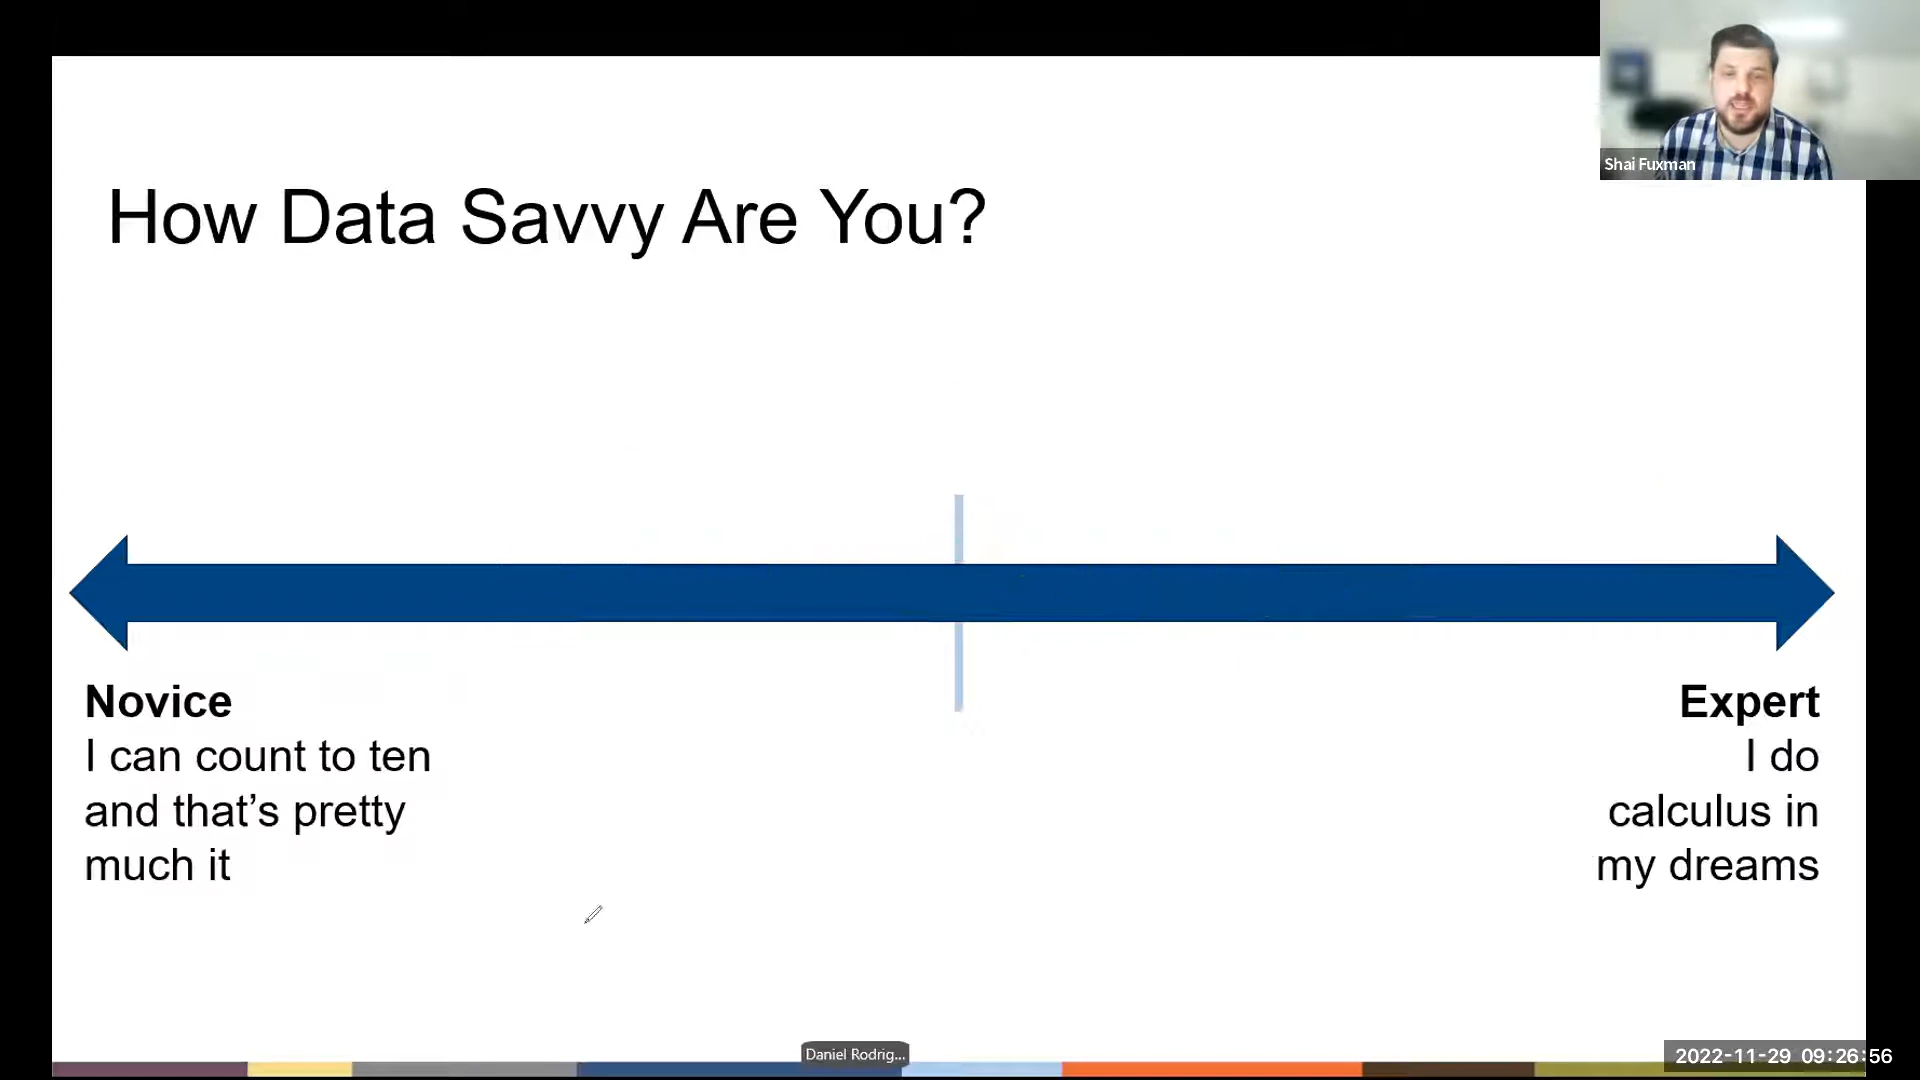 Shai Fuxman
How Data Savvy Are You?
Novice
I can count to ten
and that’s pretty
much it
Expert
I do
calculus in
my dreams
Daniel Rodrig...
2022-11-29 09:26:56